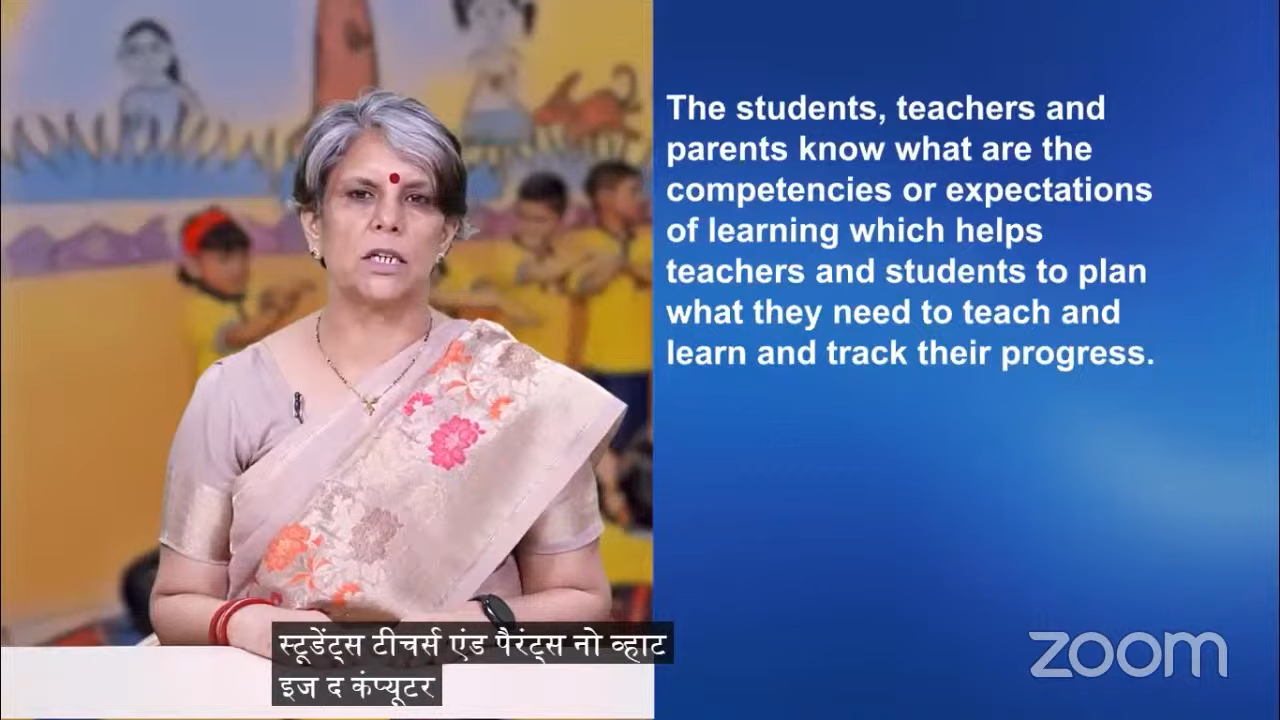 The students, teachers and
parents know what are the
competencies or expectations
of learning which helps
teachers and students to plan
what they need to teach and
learn and track their progress.
स्टूडेंट्स टीचर्स एंड पैरंट्स नो व्हाट
इज द कंप्यूटर
zoom